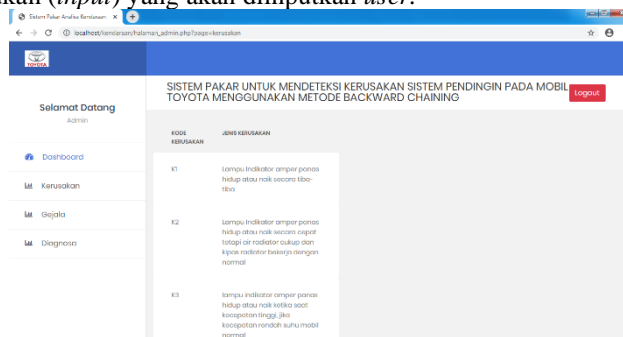 akan (input) yang akan diinputkan user.
Sistem Pakar Analisa Kendaraan
localhost/kendaraan/halaman_admin.php?page=kerusakan
TOYOTA
Selamat Datang
Admin
Dashboard
Kerusakan
Gejala
Diagnosa
SISTEM PAKAR UNTUK MENDETEKSI KERUSAKAN SISTEM PENDINGIN PADA MOBIL
TOYOTA MENGGUNAKAN METODE BACKWARD CHAINING
Logout
KODE
KERUSAKAN
JENIS KERUSAKAN
K1
Lampu Indikator amper panas
hidup atau naik secara tiba-
tiba
K2
Lampu Indikator amper panas
hidup atau naik secara cepat
tetapi air radiator cukup dan
kipas radiator bekerja dengan
normal
K3
lampu indikator amper panas
hidup atau naik ketika saat
kecepatan tinggi, jika
kecepatan rendah suhu mobil
normal